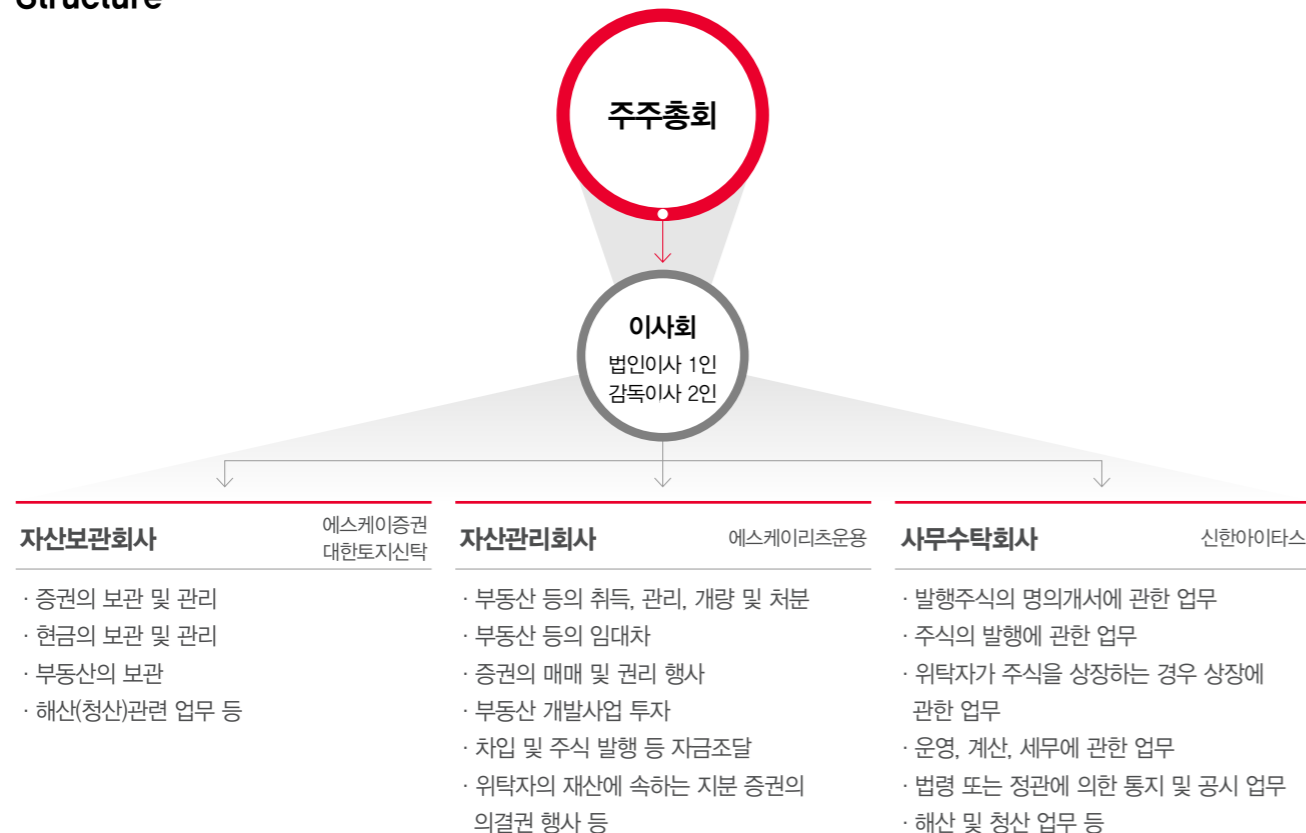 Structure
주주총회
이사회
법인이사 1인
감독이사 2인
자산보관회사
에스케이증권
대한토지신탁
· 증권의 보관 및 관리
· 현금의 보관 및 관리
· 부동산의 보관
· 해산(청산)관련 업무 등
자산관리회사
에스케이리츠운용
· 부동산 등의 취득, 관리, 개량 및 처분
· 부동산 등의 임대차
· 증권의 매매 및 권리 행사
· 부동산 개발사업 투자
· 차입 및 주식 발행 등 자금조달
· 위탁자의 재산에 속하는 지분 증권의
의결권 행사 등
사무수탁회사
신한아이타스
· 발행주식의 명의개서에 관한 업무
· 주식의 발행에 관한 업무
· 위탁자가 주식을 상장하는 경우 상장에
관한 업무
· 운영, 계산, 세무에 관한 업무
· 법령 또는 정관에 의한 통지 및 공시 업무
· 해산 및 청산 업무 등